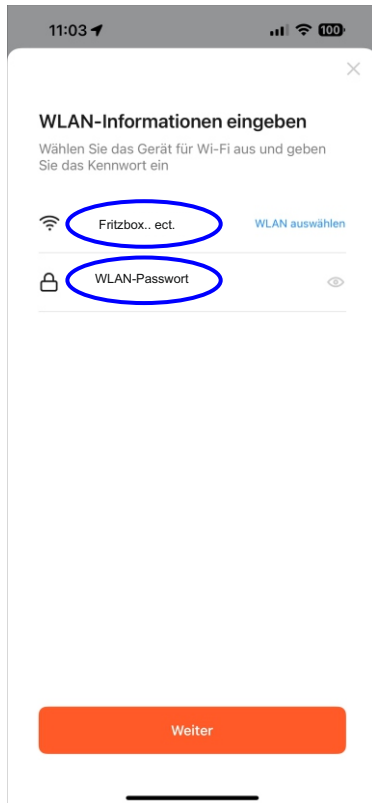 11:03
100
WLAN-Informationen eingeben
Wählen Sie das Gerät für Wi-Fi aus und geben
Sie das Kennwort ein
Fritzbox.. ect. WLAN auswählen
WLAN-Passwort
Weiter